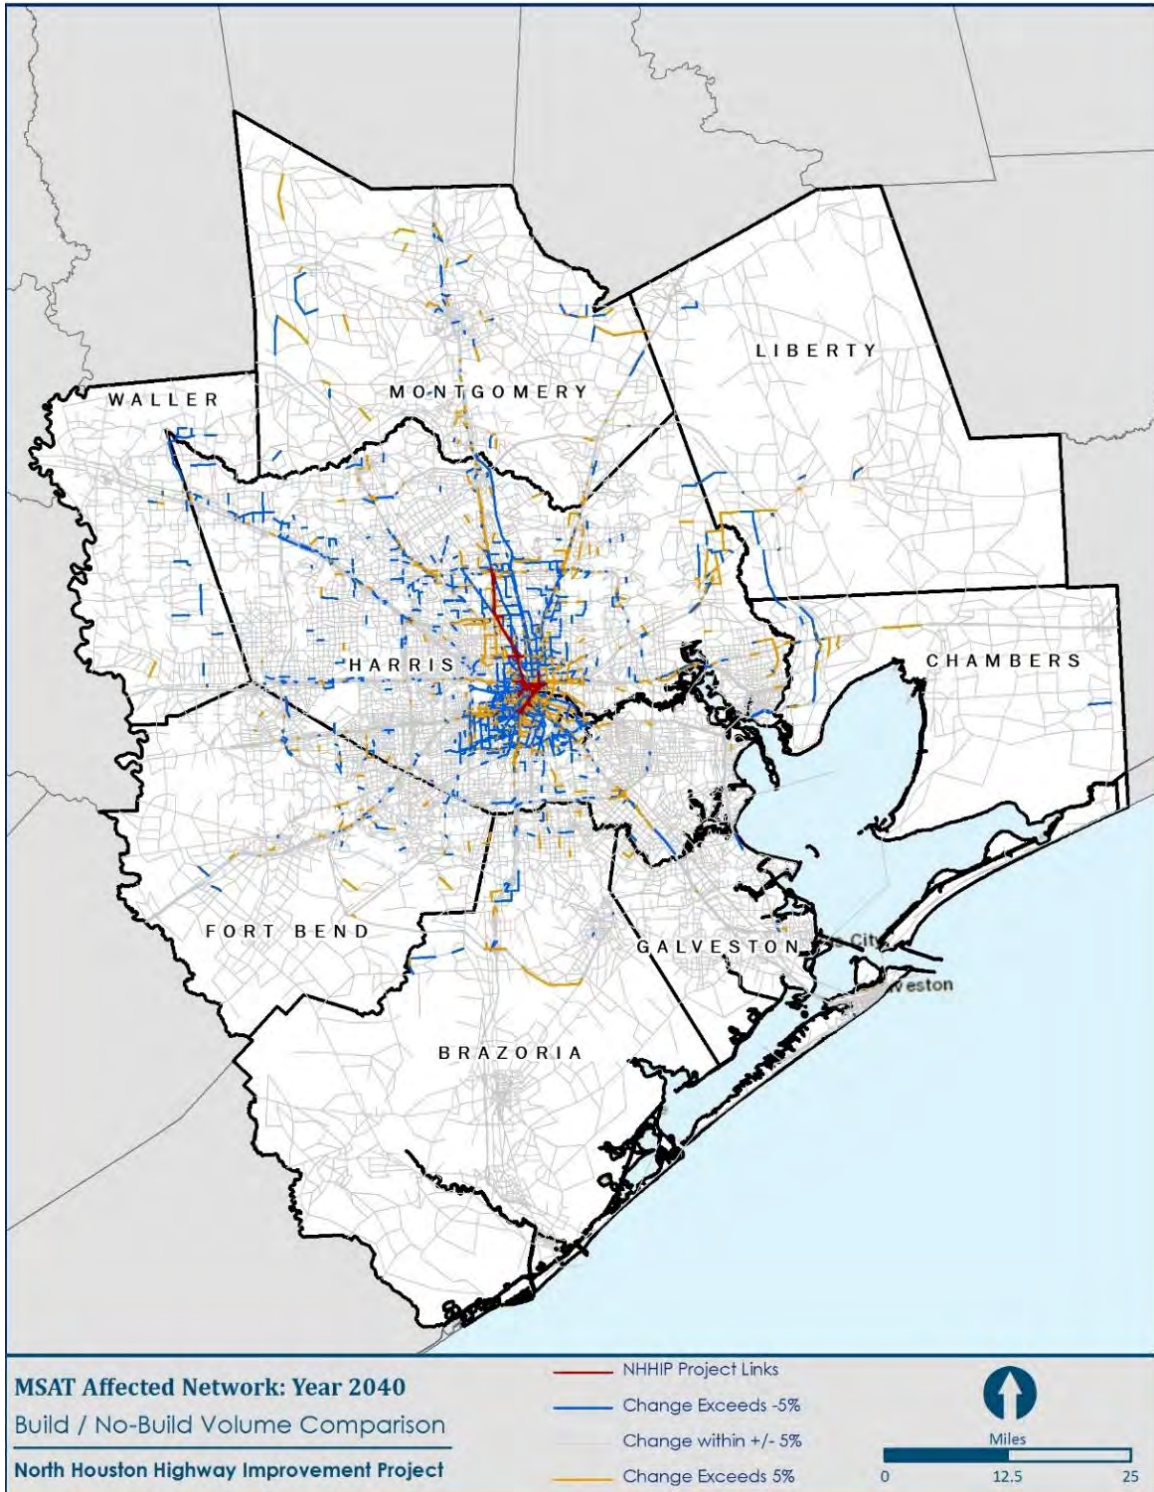 LIBERTY
WALLER
MONTGOMERY
HARRIS
CHAMBERS
FORT BEND
GALVESTON
City
BRAZORIA
MSAT Affected Network: Year 2040
Build / No-Build Volume Comparison
North Houston Highway Improvement Project
NHHIP Project Links
Change Exceeds -5%
Change within +/- 5%
Change Exceeds 5%
Miles
0 12.5 25